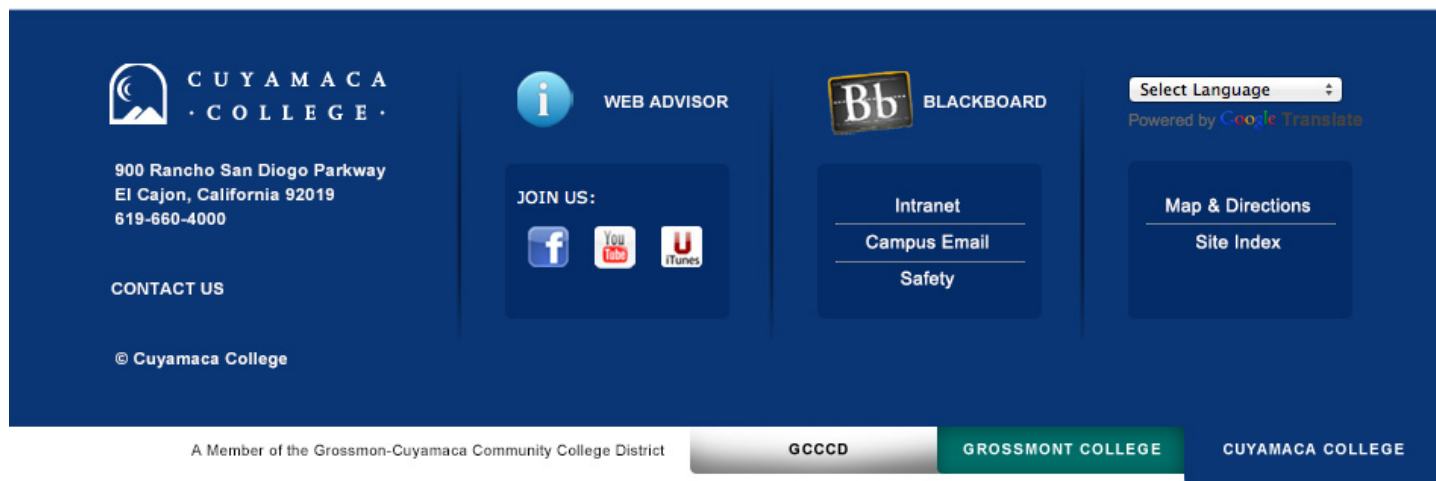 CUYAMACA
·COLLEGE·
900 Rancho San Diogo Parkway
El Cajon, California 92019
619-660-4000
CONTACT US
© Cuyamaca College
i
WEB ADVISOR
JOIN US:
f
You
Tube
U
iTunes
Bb
BLACKBOARD
Intranet
Campus Email
Safety
Select Language
Powered by Google Translate
Map & Directions
Site Index
A Member of the Grossmon-Cuyamaca Community College District
GCCCD
GROSSMONT COLLEGE
CUYAMACA COLLEGE